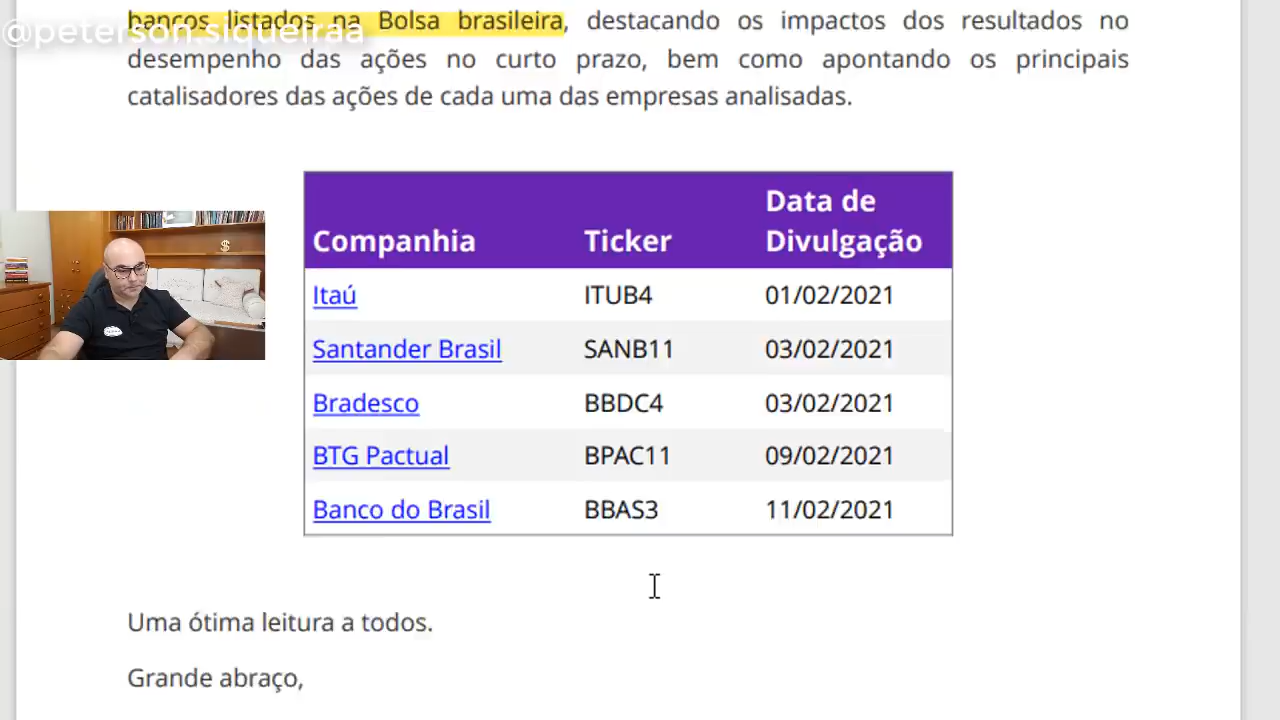 bancos listados na Bolsa brasileira, destacando os impactos dos resultados no
@peterson.siqueiraa
desempenho das ações no curto prazo, bem como apontando os principais
catalisadores das ações de cada uma das empresas analisadas.
Companhia Ticker Data de Divulgação
Itaú ITUB4 01/02/2021
Santander Brasil SANB11 03/02/2021
Bradesco BBDC4 03/02/2021
BTG Pactual BPAC11 09/02/2021
Banco do Brasil BBAS3 11/02/2021
Uma ótima leitura a todos.
Grande abraço,